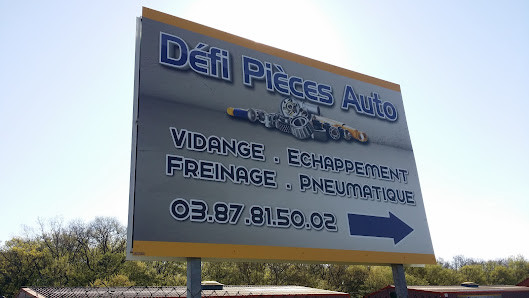 Défi Pièces Auto
VIDANGE . ECHAPPEMENT
FREINAGE . PNEUMATIQUE
03.87.81.50.02